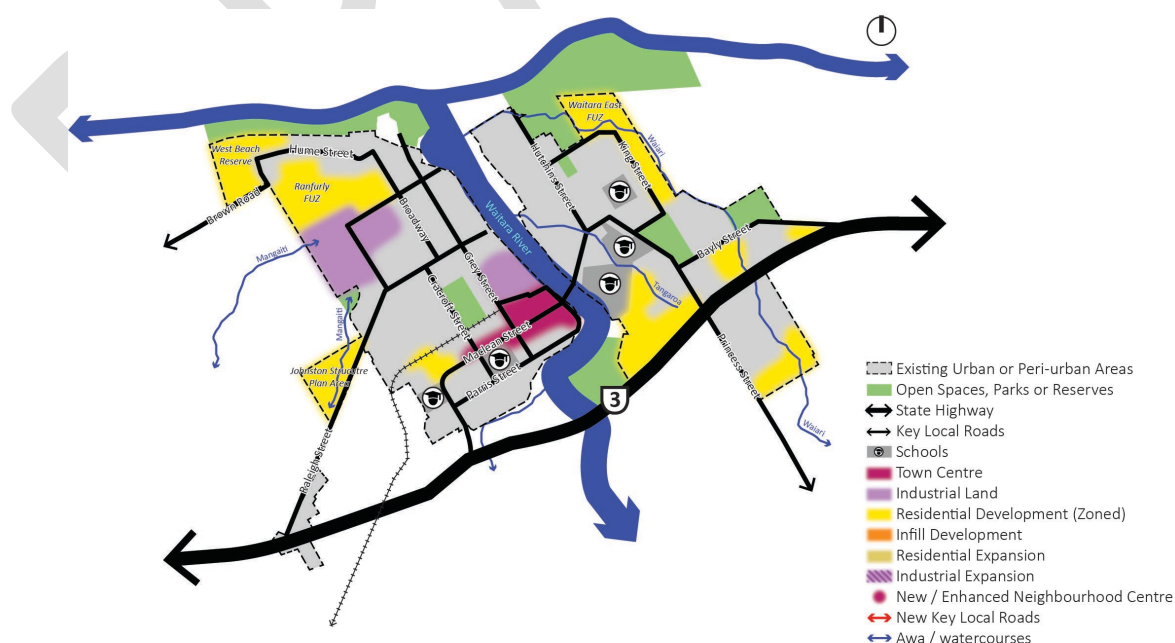 Waitara East
FUZ
Waiari
West Beach
Reserve
Hume Street
Hutchins Street
King Street
Ranfurly
FUZ
Brown Road
Broadway
Waitara River
Mangaiti
Grey Street
Bayly Street
Cracroft Street
Tangaroa
Mangaiti
Maclean Street
Princess Street
Johnston Structure
Plan Area
Parris Street
3
Waiari
Raleigh Street
Existing Urban or Peri-urban Areas
Open Spaces, Parks or Reserves
State Highway
Key Local Roads
Schools
Town Centre
Industrial Land
Residential Development (Zoned)
Infill Development
Residential Expansion
Industrial Expansion
New / Enhanced Neighbourhood Centre
New Key Local Roads
Awa / watercourses